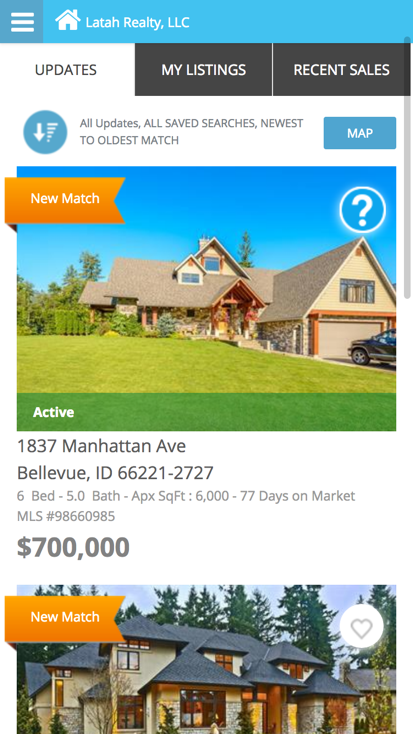 Latah Realty, LLC
UPDATES
MY LISTINGS
RECENT SALES
All Updates, ALL SAVED SEARCHES, NEWEST
TO OLDEST MATCH
MAP
New Match
?
Active
1837 Manhattan Ave
Bellevue, ID 66221-2727
6 Bed - 5.0 Bath - Apx SqFt : 6,000 - 77 Days on Market
MLS #98660985
$700,000
New Match